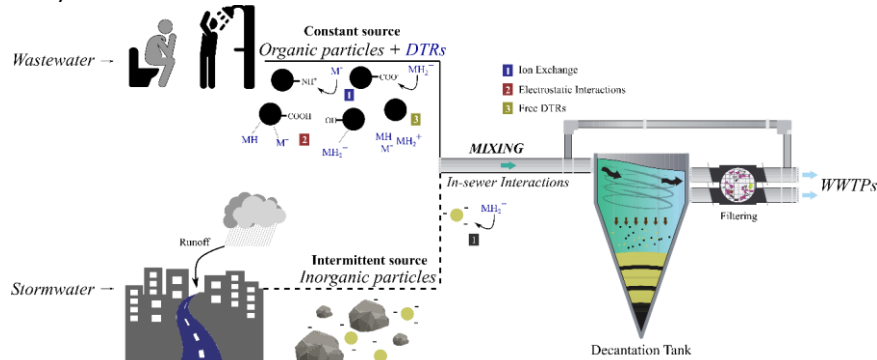 Constant source
Organic particles + DTRs
Wastewater
NH⁺
M⁻
COO⁻
MH₂⁻
1
1 Ion Exchange
2 Electrostatic Interactions
3 Free DTRs
COOH
MH
M⁻
2
OH
MH₂⁻
3
MH
M⁻
MH₂⁺
MIXING
In-sewer Interactions
MH₂⁻
1
WWTPs
Filtering
Runoff
Intermittent source
Inorganic particles
Stormwater
Decantation Tank